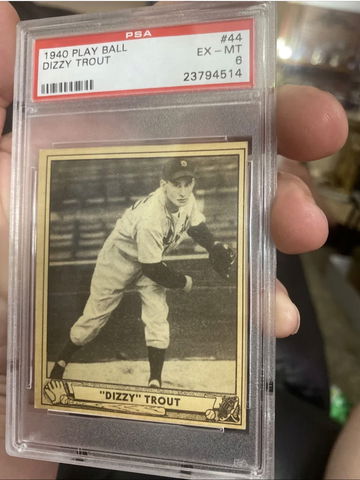 PSA
1940 PLAY BALL #44
DIZZY TROUT EX - MT
6
23794514
"DIZZY" TROUT